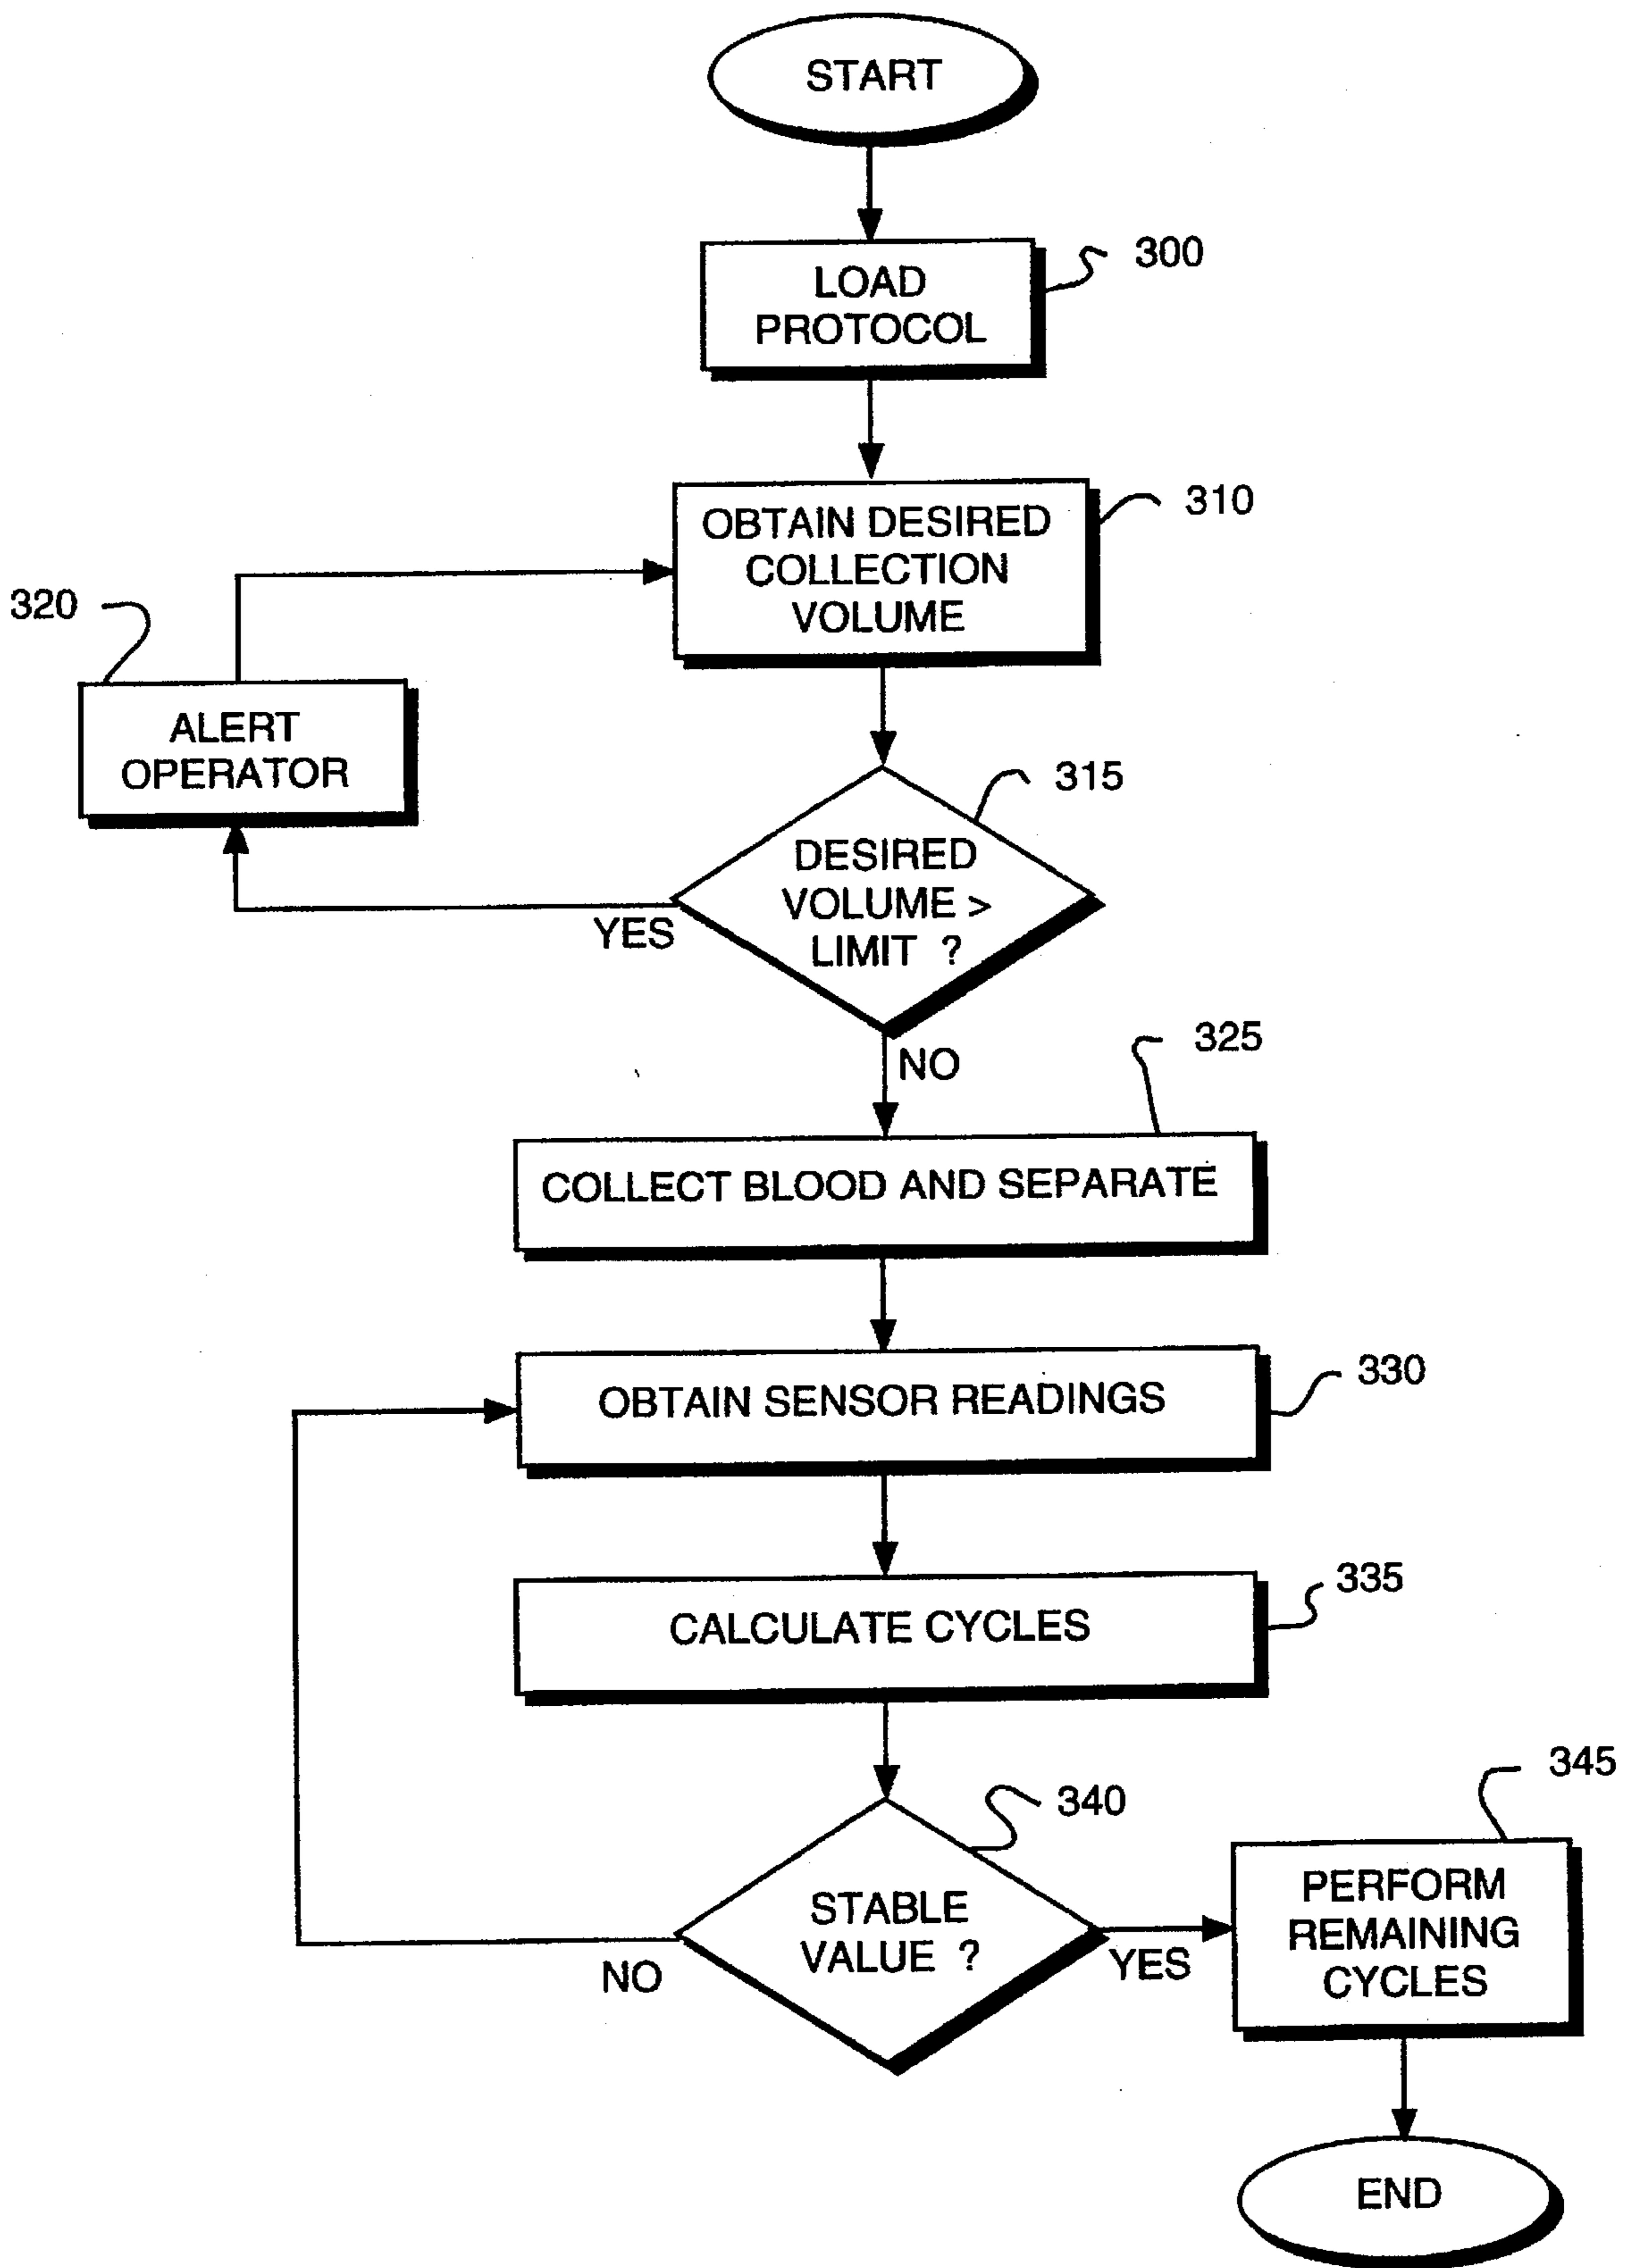 START
300
LOAD
PROTOCOL
310
OBTAIN DESIRED
COLLECTION
VOLUME
320
ALERT
OPERATOR
315
DESIRED
VOLUME >
LIMIT ?
YES
NO
325
COLLECT BLOOD AND SEPARATE
330
OBTAIN SENSOR READINGS
335
CALCULATE CYCLES
340
STABLE
VALUE ?
NO
YES
345
PERFORM
REMAINING
CYCLES
END